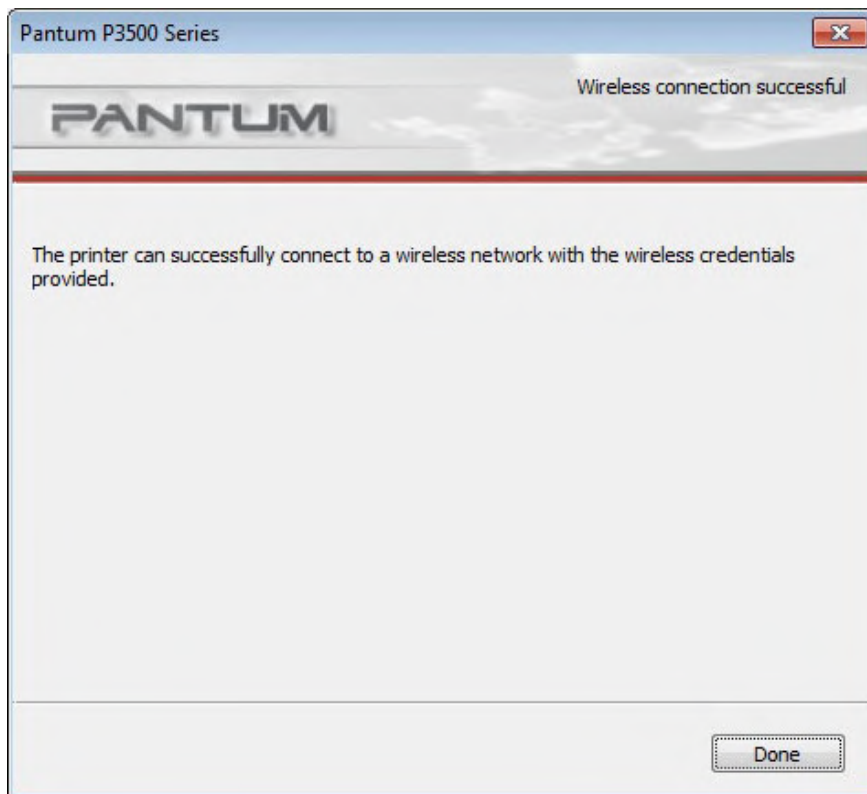 Pantum P3500 Series
Wireless connection successful
PANTUM
The printer can successfully connect to a wireless network with the wireless credentials
provided.
Done